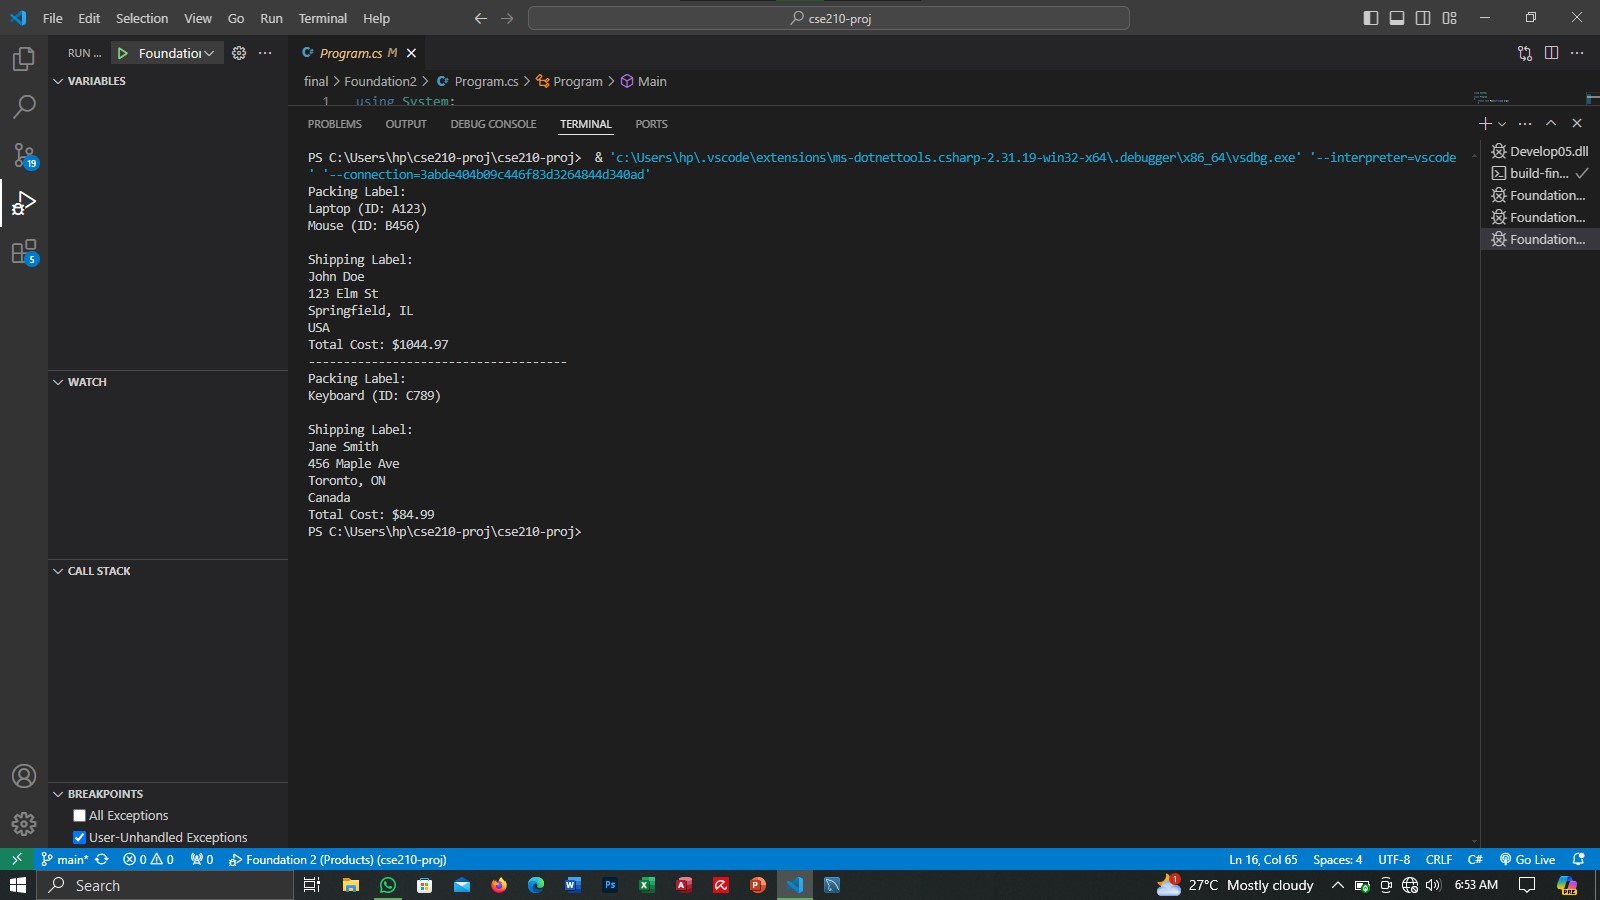 File Edit Selection View Go Run Terminal Help
cse210-proj
RUN ...
Foundation
Program.cs M
final > Foundation2 > Program.cs > Program > Main
1 using System;
VARIABLES
WATCH
CALL STACK
BREAKPOINTS
All Exceptions
User-Unhandled Exceptions
19
5
PROBLEMS OUTPUT DEBUG CONSOLE TERMINAL PORTS
PS C:\Users\hp\cse210-proj\cse210-proj>  & 'c:\Users\hp\.vscode\extensions\ms-dotnettools.csharp-2.31.19-win32-x64\.debugger\x86_64\vsdbg.exe' '--interpreter=vscode
' '--connection=3abde404b09c446f83d3264844d340ad'
Packing Label:
Laptop (ID: A123)
Mouse (ID: B456)
Shipping Label:
John Doe
123 Elm St
Springfield, IL
USA
Total Cost: $1044.97
-------------------------------------
Packing Label:
Keyboard (ID: C789)
Shipping Label:
Jane Smith
456 Maple Ave
Toronto, ON
Canada
Total Cost: $84.99
PS C:\Users\hp\cse210-proj\cse210-proj>
Develop05.dll
build-fin...
Foundation...
Foundation...
Foundation...
main* 0 0 0 Foundation 2 (Products) (cse210-proj)
Ln 16, Col 65 Spaces: 4 UTF-8 CRLF C# Go Live
Search
1 27°C Mostly cloudy 6:53 AM